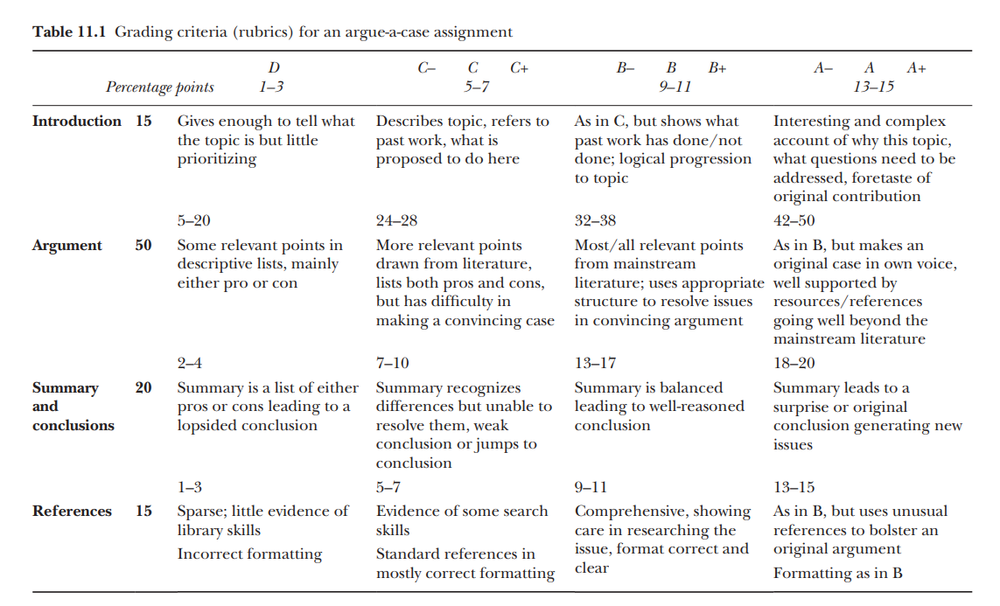 Table 11.1 Grading criteria (rubrics) for an argue-a-case assignment
D C– C C+ B– B B+ A– A A+
Percentage points 1–3 5–7 9–11 13–15
Introduction 15 Gives enough to tell what Describes topic, refers to As in C, but shows what Interesting and complex
the topic is but little past work, what is past work has done/not account of why this topic,
prioritizing proposed to do here done; logical progression what questions need to be
to topic addressed, foretaste of
original contribution
5–20 24–28 32–38 42–50
Argument 50 Some relevant points in More relevant points Most/all relevant points As in B, but makes an
descriptive lists, mainly drawn from literature, from mainstream original case in own voice,
either pro or con lists both pros and cons, literature; uses appropriate well supported by
but has difficulty in structure to resolve issues resources/references
making a convincing case in convincing argument going well beyond the
mainstream literature
2–4 7–10 13–17 18–20
Summary 20 Summary is a list of either Summary recognizes Summary is balanced Summary leads to a
and pros or cons leading to a differences but unable to leading to well-reasoned surprise or original
conclusions lopsided conclusion resolve them, weak conclusion conclusion generating new
conclusion or jumps to issues
conclusion
1–3 5–7 9–11 13–15
References 15 Sparse; little evidence of Evidence of some search Comprehensive, showing As in B, but uses unusual
library skills skills care in researching the references to bolster an
Incorrect formatting Standard references in issue, format correct and original argument
mostly correct formatting clear Formatting as in B